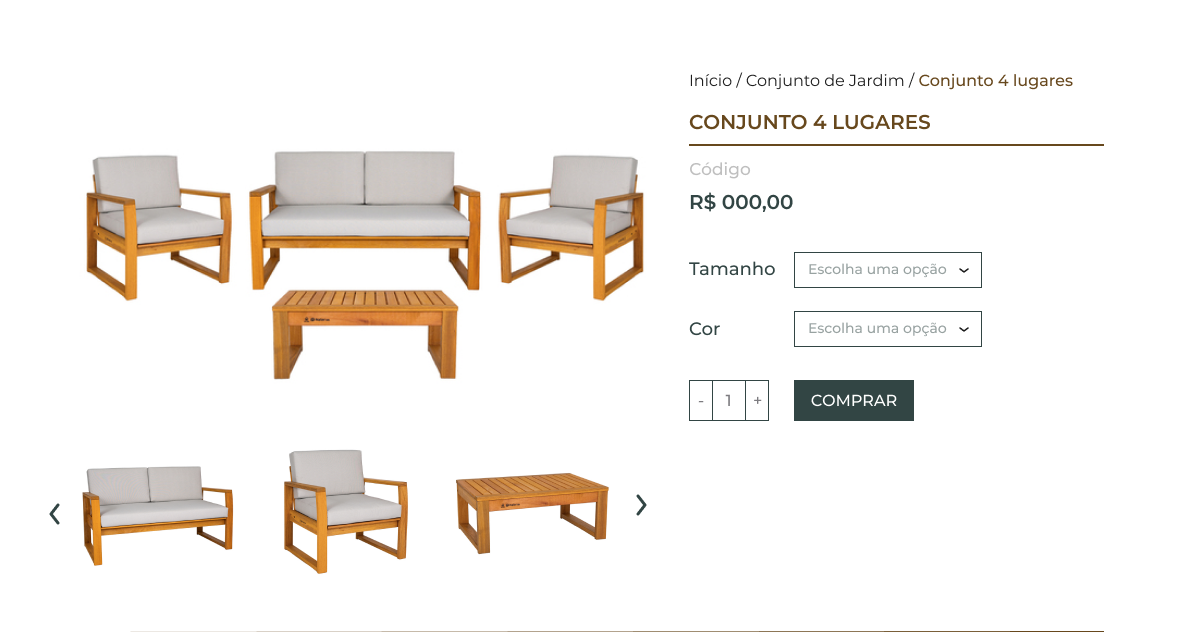 Início / Conjunto de Jardim / Conjunto 4 lugares
CONJUNTO 4 LUGARES
Código
R$ 000,00
Tamanho
Escolha uma opção
Cor
Escolha uma opção
- 1 +
COMPRAR